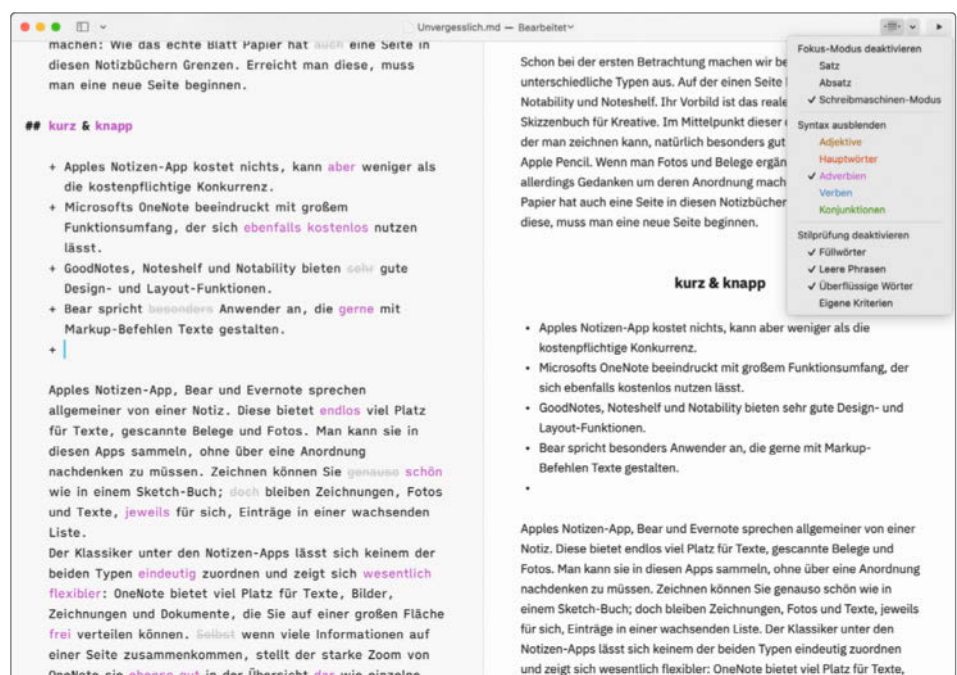 Unvergesslich.md — Bearbeitet
machen: Wie das echte Blatt Papier hat auch eine Seite in
diesen Notizbüchern Grenzen. Erreicht man diese, muss
man eine neue Seite beginnen.
## kurz & knapp
+ Apples Notizen-App kostet nichts, kann aber weniger als
die kostenpflichtige Konkurrenz.
+ Microsofts OneNote beeindruckt mit großem
Funktionsumfang, der sich ebenfalls kostenlos nutzen
lässt.
+ GoodNotes, Noteshelf und Notability bieten sehr gute
Design- und Layout-Funktionen.
+ Bear spricht besonders Anwender an, die gerne mit
Markup-Befehlen Texte gestalten.
+
Apples Notizen-App, Bear und Evernote sprechen
allgemeiner von einer Notiz. Diese bietet endlos viel Platz
für Texte, gescannte Belege und Fotos. Man kann sie in
diesen Apps sammeln, ohne über eine Anordnung
nachdenken zu müssen. Zeichnen können Sie genauso schön
wie in einem Sketch-Buch; doch bleiben Zeichnungen, Fotos
und Texte, jeweils für sich, Einträge in einer wachsenden
Liste.
Der Klassiker unter den Notizen-Apps lässt sich keinem der
beiden Typen eindeutig zuordnen und zeigt sich wesentlich
flexibler: OneNote bietet viel Platz für Texte, Bilder,
Zeichnungen und Dokumente, die Sie auf einer großen Fläche
frei verteilen können. Selbst wenn viele Informationen auf
einer Seite zusammenkommen, stellt der starke Zoom von
OneNote sie ebenso gut in der Übersicht dar wie einzelne
Schon bei der ersten Betrachtung machen wir be
unterschiedliche Typen aus. Auf der einen Seite
Notability und Noteshelf. Ihr Vorbild ist das reale
Skizzenbuch für Kreative. Im Mittelpunkt dieser
der man zeichnen kann, natürlich besonders gut
Apple Pencil. Wenn man Fotos und Belege ergän
allerdings Gedanken um deren Anordnung mach
Papier hat auch eine Seite in diesen Notizbücher
diese, muss man eine neue Seite beginnen.
kurz & knapp
• Apples Notizen-App kostet nichts, kann aber weniger als die
kostenpflichtige Konkurrenz.
• Microsofts OneNote beeindruckt mit großem Funktionsumfang, der
sich ebenfalls kostenlos nutzen lässt.
• GoodNotes, Noteshelf und Notability bieten sehr gute Design- und
Layout-Funktionen.
• Bear spricht besonders Anwender an, die gerne mit Markup-
Befehlen Texte gestalten.
•
Apples Notizen-App, Bear und Evernote sprechen allgemeiner von einer
Notiz. Diese bietet endlos viel Platz für Texte, gescannte Belege und
Fotos. Man kann sie in diesen Apps sammeln, ohne über eine Anordnung
nachdenken zu müssen. Zeichnen können Sie genauso schön wie in
einem Sketch-Buch; doch bleiben Zeichnungen, Fotos und Texte, jeweils
für sich, Einträge in einer wachsenden Liste. Der Klassiker unter den
Notizen-Apps lässt sich keinem der beiden Typen eindeutig zuordnen
und zeigt sich wesentlich flexibler: OneNote bietet viel Platz für Texte,
Fokus-Modus deaktivieren
Satz
Absatz
✓ Schreibmaschinen-Modus
Syntax ausblenden
Adjektive
Hauptwörter
✓ Adverbien
Verben
Konjunktionen
Stilprüfung deaktivieren
✓ Füllwörter
✓ Leere Phrasen
✓ Überflüssige Wörter
Eigene Kriterien